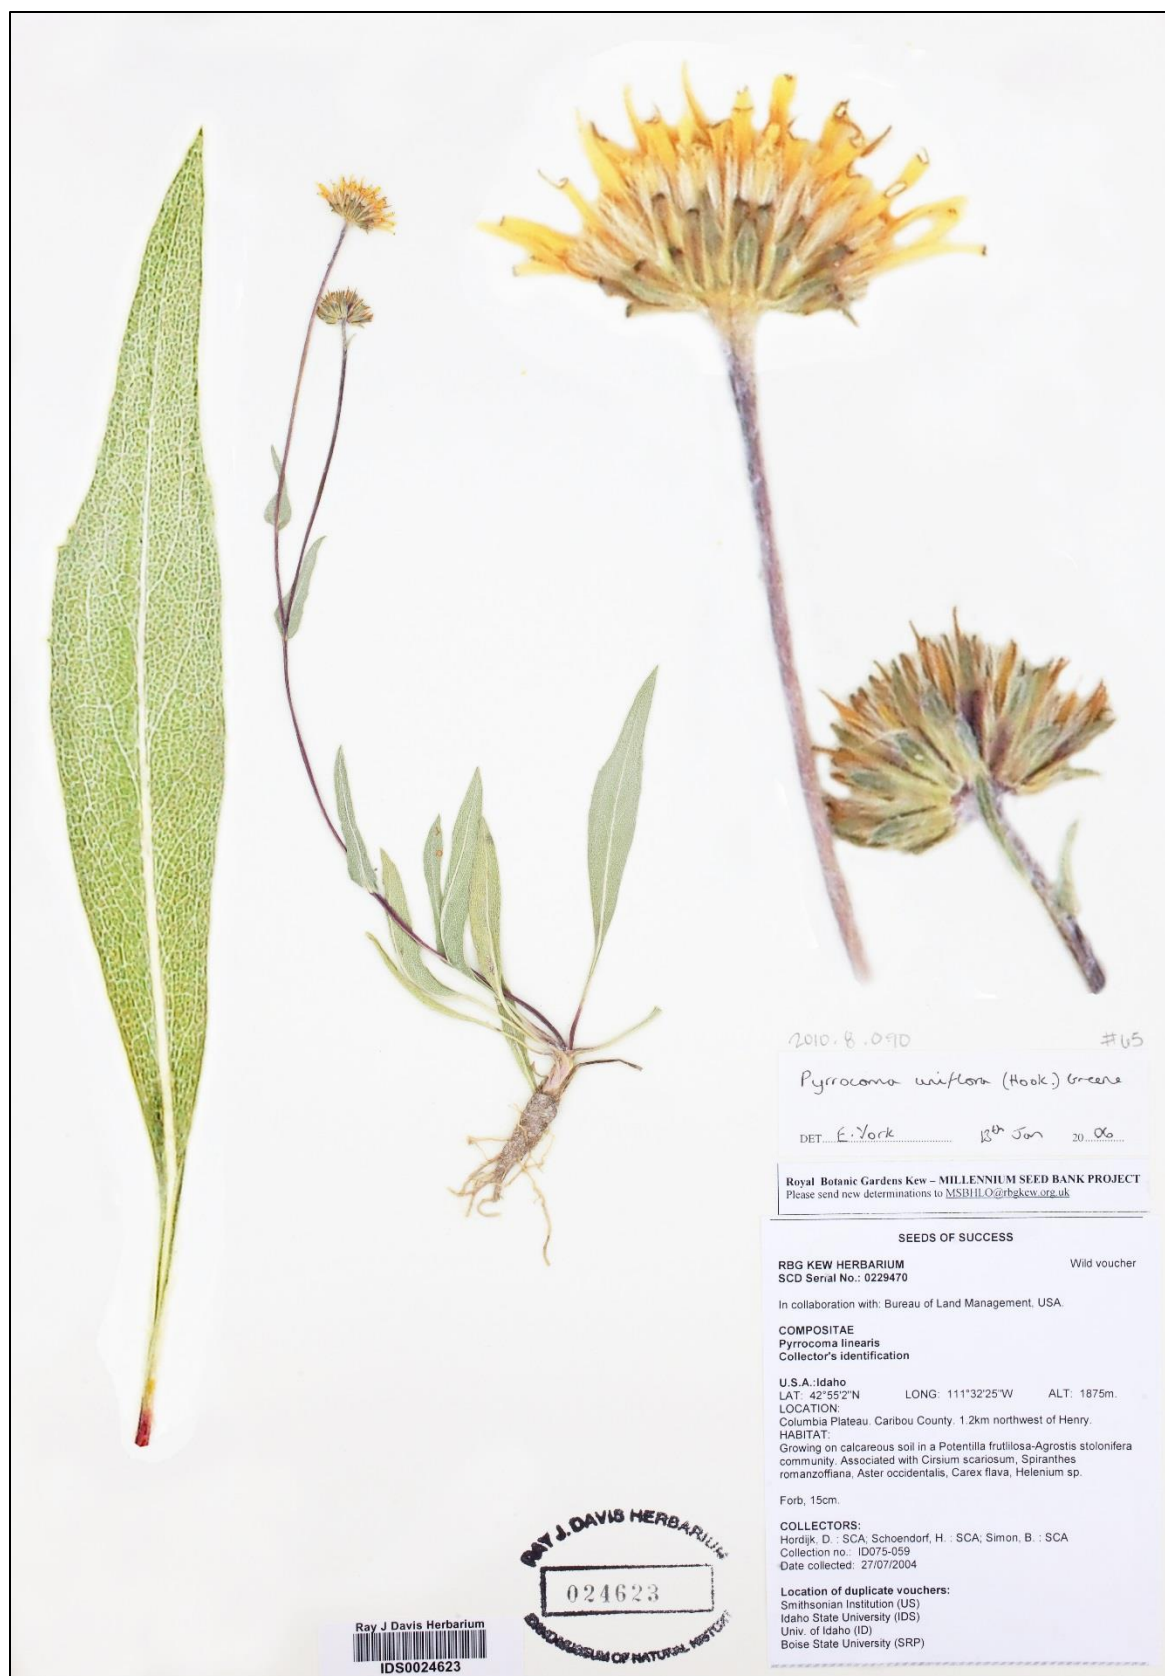 2010.8.090 #65
Pyrrocoma uniflora (Hook.) Greene
DET. E. York 13th Jan 20 06
Royal Botanic Gardens Kew – MILLENNIUM SEED BANK PROJECT
Please send new determinations to MSBHLO@rbgkew.org.uk
SEEDS OF SUCCESS
RBG KEW HERBARIUM Wild voucher
SCD Serial No.: 0229470
In collaboration with: Bureau of Land Management, USA.
COMPOSITAE
Pyrrocoma linearis
Collector's identification
U.S.A.:Idaho
LAT: 42°55'2"N LONG: 111°32'25"W ALT: 1875m.
LOCATION:
Columbia Plateau. Caribou County. 1.2km northwest of Henry.
HABITAT:
Growing on calcareous soil in a Potentilla frutilosa-Agrostis stolonifera
community. Associated with Cirsium scariosum, Spiranthes
romanzoffiana, Aster occidentalis, Carex flava, Helenium sp.
Forb, 15cm.
COLLECTORS:
Hordijk, D. : SCA; Schoendorf, H. : SCA; Simon, B. : SCA
Collection no.: ID075-059
Date collected: 27/07/2004
Location of duplicate vouchers:
Smithsonian Institution (US)
Idaho State University (IDS)
Univ. of Idaho (ID)
Boise State University (SRP)
RAY J. DAVIS HERBARIUM
024623
MUSEUM OF NATURAL HISTORY
Ray J Davis Herbarium
IDS0024623